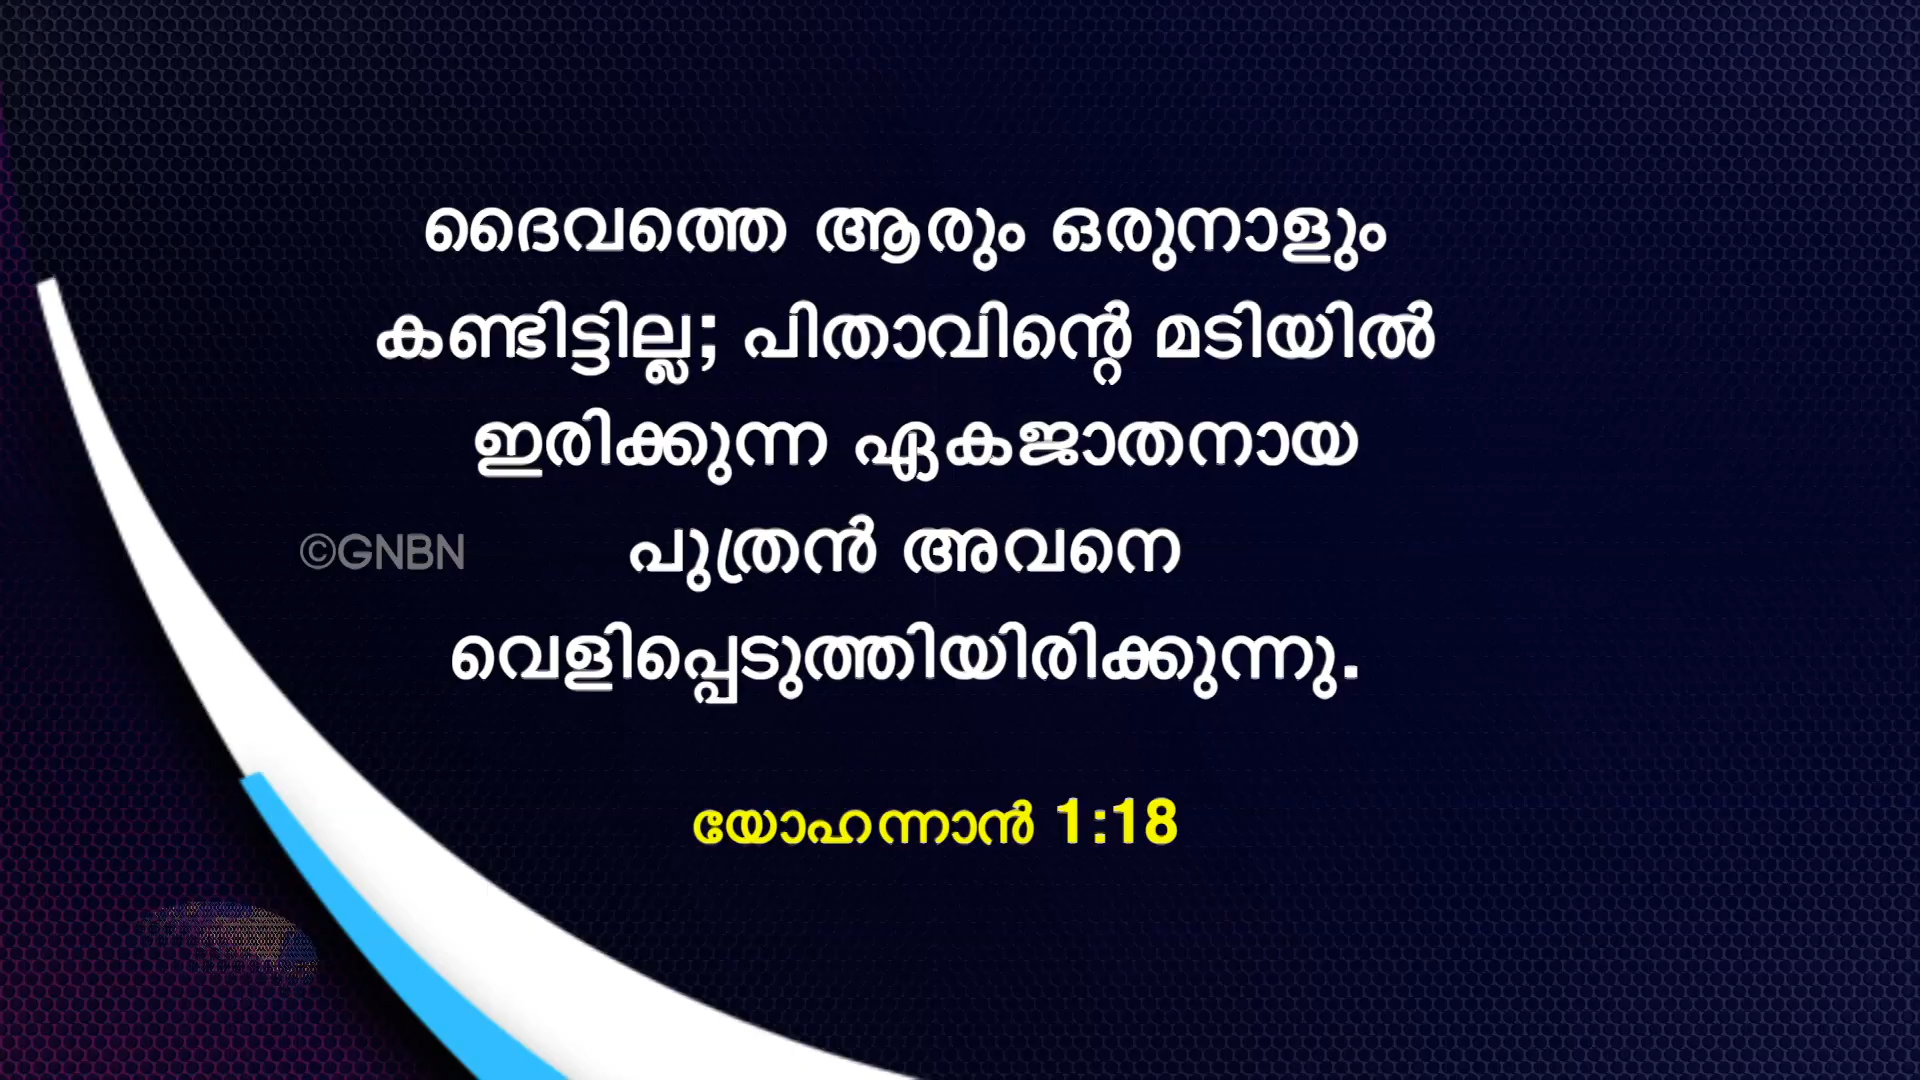 ദൈവത്തെ ആരും ഒരുനാളും
കണ്ടിട്ടില്ല; പിതാവിന്റെ മടിയിൽ
ഇരിക്കുന്ന ഏകജാതനായ
©GNBN
പുത്രൻ അവനെ
വെളിപ്പെടുത്തിയിരിക്കുന്നു.
യോഹന്നാൻ 1:18